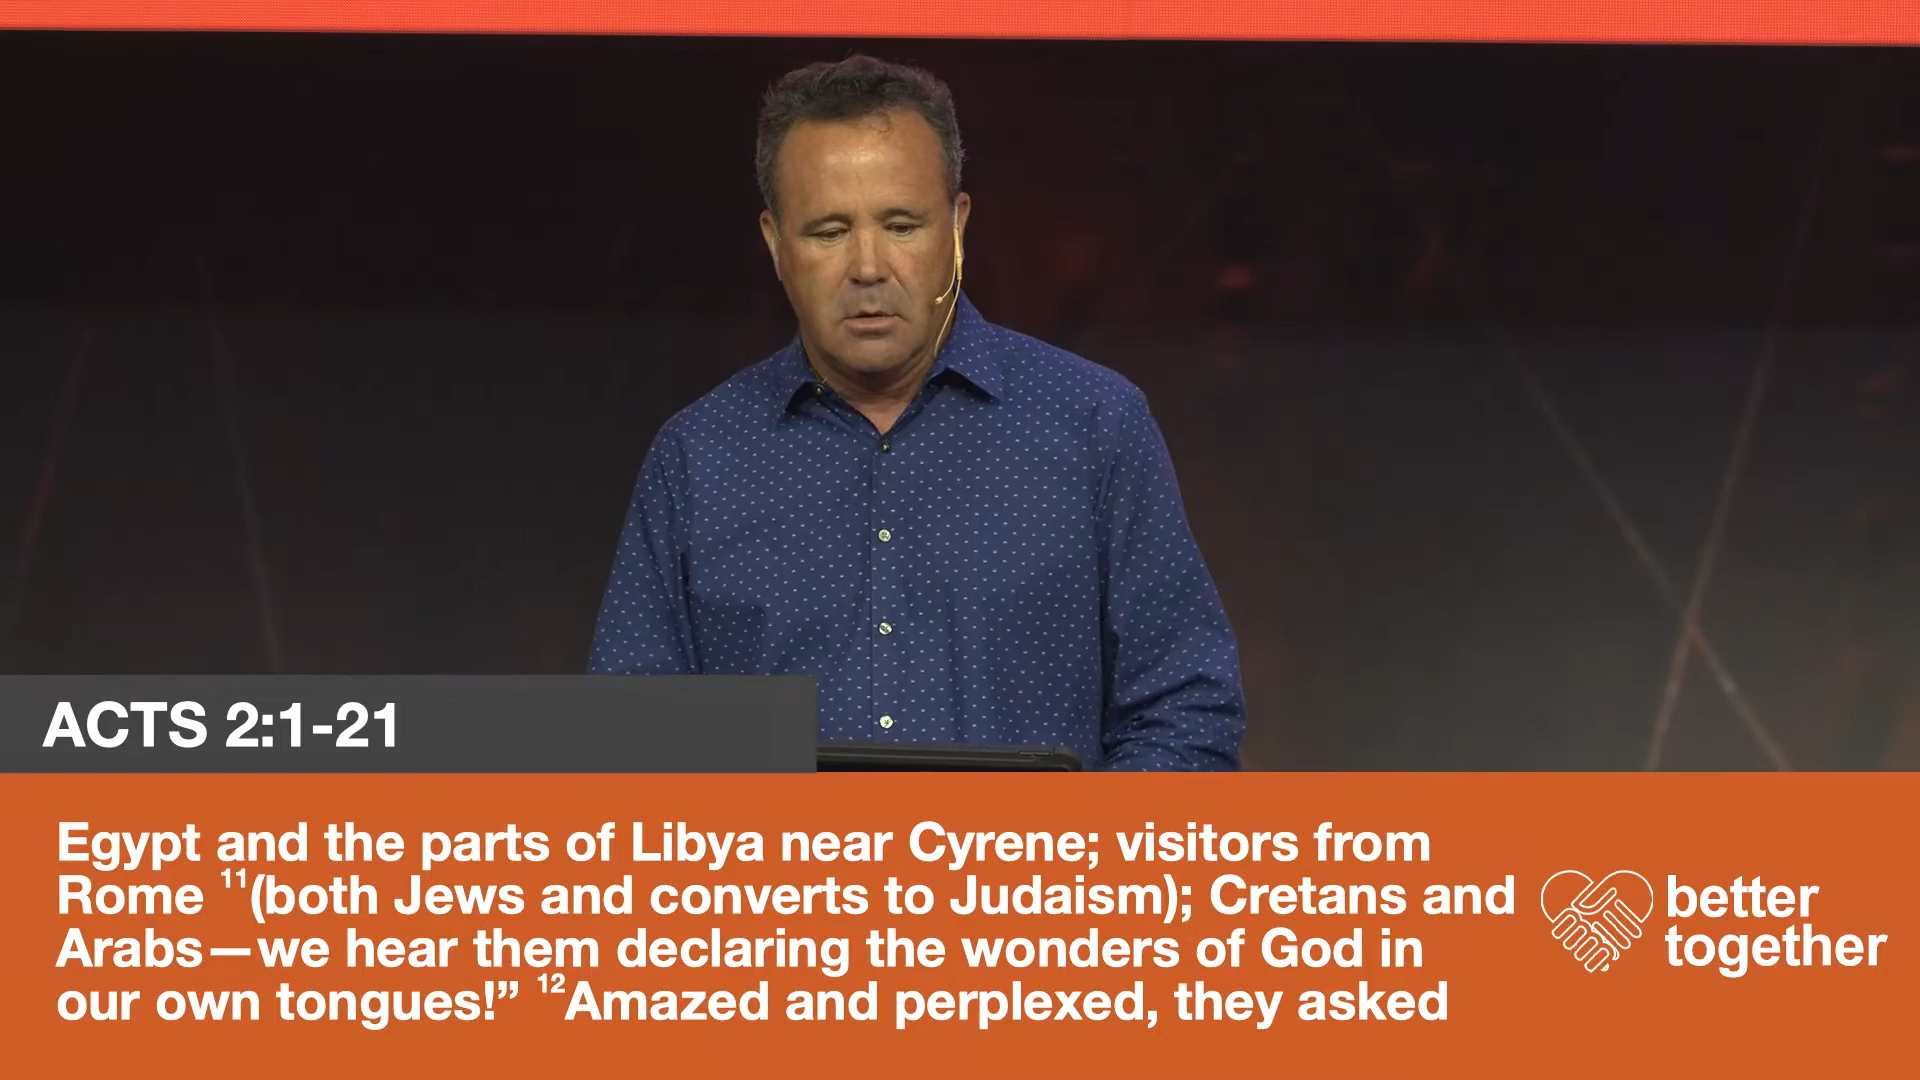 ACTS 2:1-21
Egypt and the parts of Libya near Cyrene; visitors from
Rome ¹¹(both Jews and converts to Judaism); Cretans and
Arabs—we hear them declaring the wonders of God in
our own tongues!” ¹²Amazed and perplexed, they asked
better
together